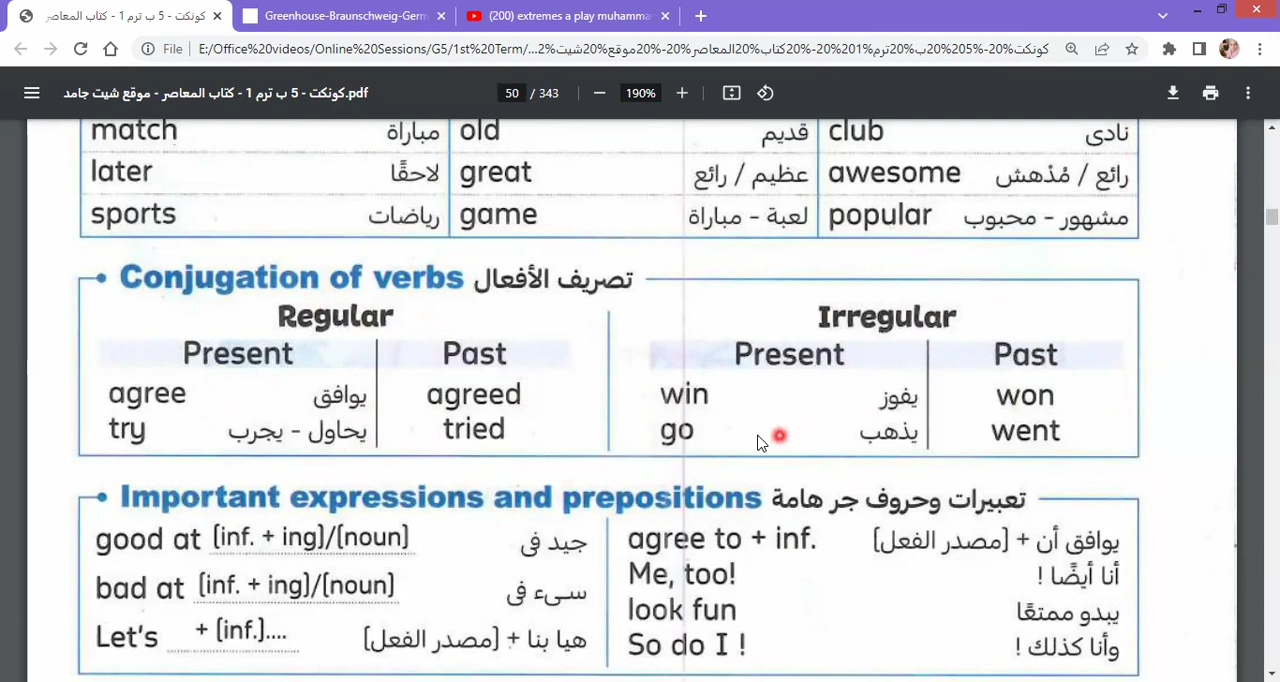 كونكت - 5 ب ترم 1 - كتاب المعاصر
Greenhouse-Braunschweig-Germ
(200) extremes a play muhamma
File
E:/Office%20videos/Online%20Sessions/G5/1st%20Term/...كونكت%20-%205%20ب%20ترم%201%20-%20كتاب%20المعاصر%20-%20موقع%20شيت%2
كونكت - 5 ب ترم 1 - كتاب المعاصر - موقع شيت جامد.pdf
50 / 343
190%
match مباراة old قديم club نادى
later لاحقًا great عظيم / رائع awesome رائع / مُدْهش
sports رياضات game لعبة - مباراة popular مشهور - محبوب
Conjugation of verbs تصريف الأفعال
Regular Irregular
Present Past Present Past
agree يوافق agreed win يفوز won
try يحاول - يجرب tried go يذهب went
Important expressions and prepositions تعبيرات وحروف جر هامة
good at [inf. + ing]/[noun] جيد فى
bad at [inf. + ing]/[noun] سىء فى
Let's + [inf.].... هيا بنا + [مصدر الفعل]
agree to + inf. يوافق أن + [مصدر الفعل]
Me, too! أنا أيضًا !
look fun يبدو ممتعًا
So do I ! وأنا كذلك !